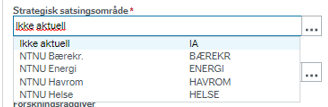 Strategisk satsingsområde *
Ikke aktuell
...
Ikke aktuell IA
NTNU Bærekr. BÆREKR
NTNU Energi ENERGI
...
NTNU Havrom HAVROM
NTNU Helse HELSE
Forskningsrådgiver